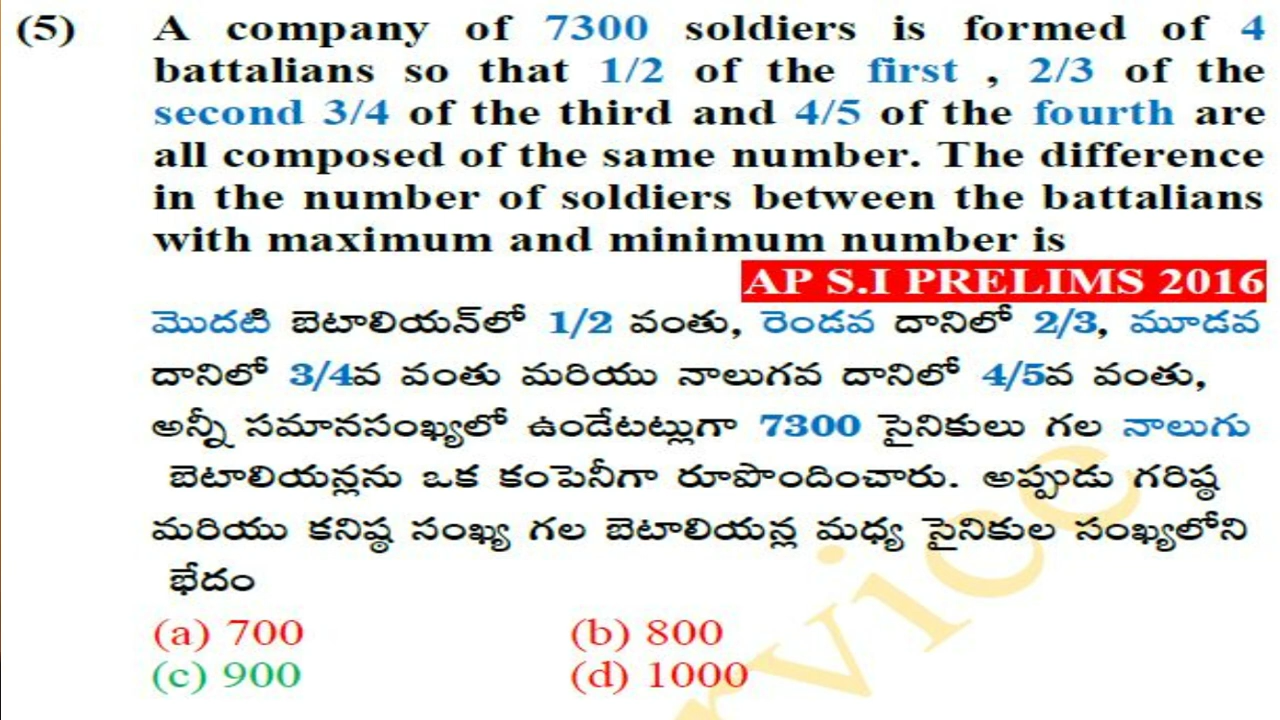 (5) A company of 7300 soldiers is formed of 4
battalians so that 1/2 of the first , 2/3 of the
second 3/4 of the third and 4/5 of the fourth are
all composed of the same number. The difference
in the number of soldiers between the battalians
with maximum and minimum number is
AP S.I PRELIMS 2016
మొదటి బెటాలియన్‌లో 1/2 వంతు, రెండవ దానిలో 2/3, మూడవ
దానిలో 3/4వ వంతు మరియు నాలుగవ దానిలో 4/5వ వంతు,
అన్నీ సమానసంఖ్యలో ఉండేటట్లుగా 7300 సైనికులు గల నాలుగు
బెటాలియన్లను ఒక కంపెనీగా రూపొందించారు. అప్పుడు గరిష్ఠ
మరియు కనిష్ఠ సంఖ్య గల బెటాలియన్ల మధ్య సైనికుల సంఖ్యలోని
భేదం
(a) 700 (b) 800
(c) 900 (d) 1000